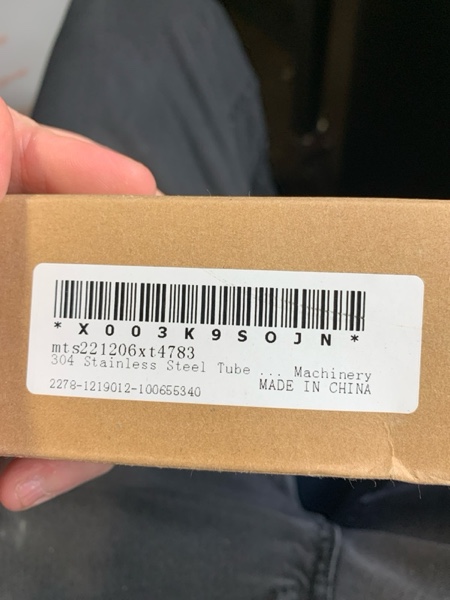 *X003K9SOJN*
mts221206xt4783
304 Stainless Steel Tube ... Machinery
2278-1219012-100655340 MADE IN CHINA